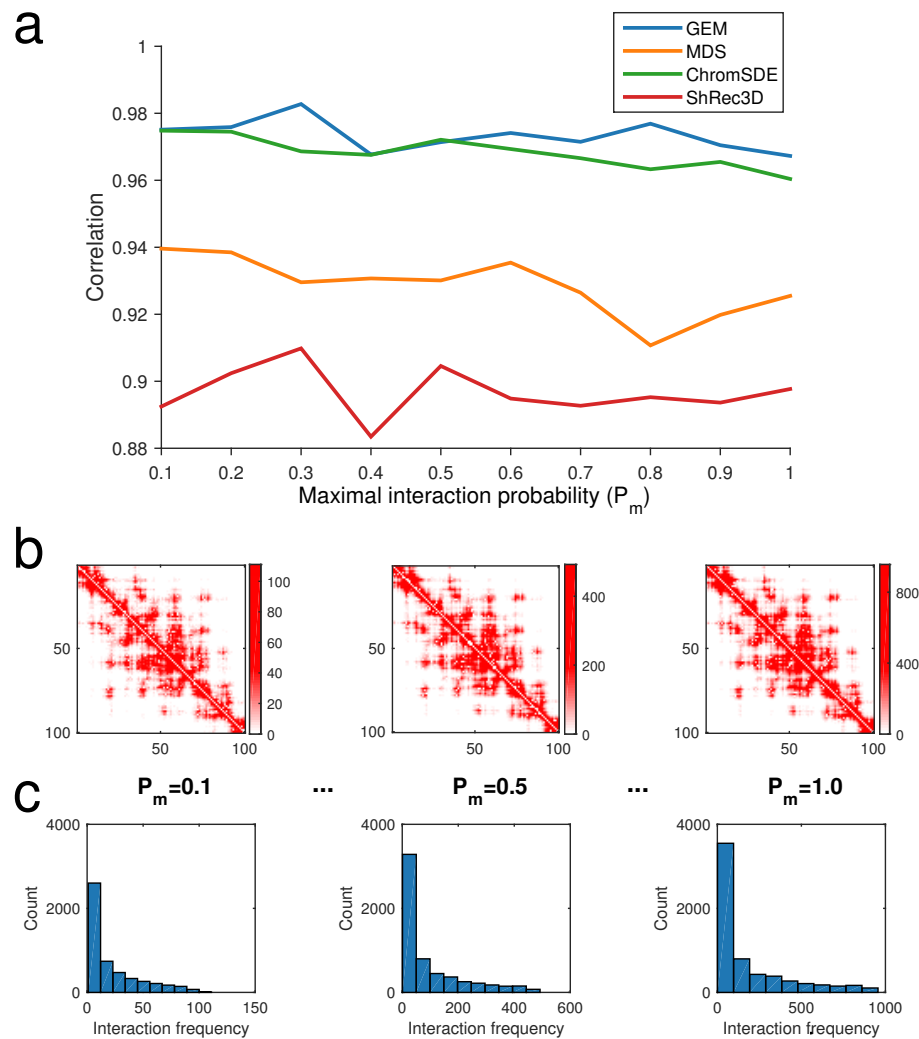 a
GEM
MDS
ChromSDE
ShRec3D
1
0.98
0.96
0.94
0.92
0.9
0.88
Correlation
0.1 0.2 0.3 0.4 0.5 0.6 0.7 0.8 0.9 1
Maximal interaction probability (Pm)
b
50
100
50 100
100
80
60
40
20
0
50
100
50 100
400
200
0
50
100
50 100
800
400
0
c
Pm=0.1 ... Pm=0.5 ... Pm=1.0
4000
2000
0
Count
0 50 100 150
Interaction frequency
4000
2000
0
Count
0 200 400 600
Interaction frequency
4000
2000
0
Count
0 500 1000
Interaction frequency